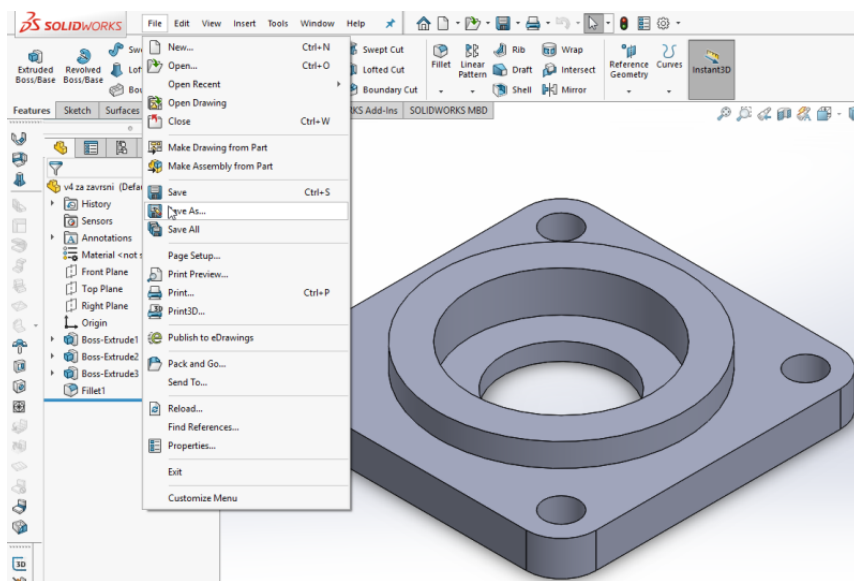 SOLIDWORKS File Edit View Insert Tools Window Help
Extruded Boss/Base
Revolved Boss/Base
Swept Cut
Lofted Cut
Boundary Cut
Fillet
Linear Pattern
Rib
Draft
Shell
Wrap
Intersect
Mirror
Reference Geometry
Curves
Instant3D
Features Sketch Surfaces
SOLIDWORKS MBD
New... Ctrl+N
Open... Ctrl+O
Open Recent
Open Drawing
Close Ctrl+W
Make Drawing from Part
Make Assembly from Part
Save Ctrl+S
As...
Save All
Page Setup...
Print Preview...
Print... Ctrl+P
Print3D...
Publish to eDrawings
Pack and Go...
Send To...
Reload...
Find References...
Properties...
Exit
Customize Menu
v4 za zavrsni (Defa
History
Sensors
Annotations
Material <not s
Front Plane
Top Plane
Right Plane
Origin
Boss-Extrude1
Boss-Extrude2
Boss-Extrude3
Fillet1
3D